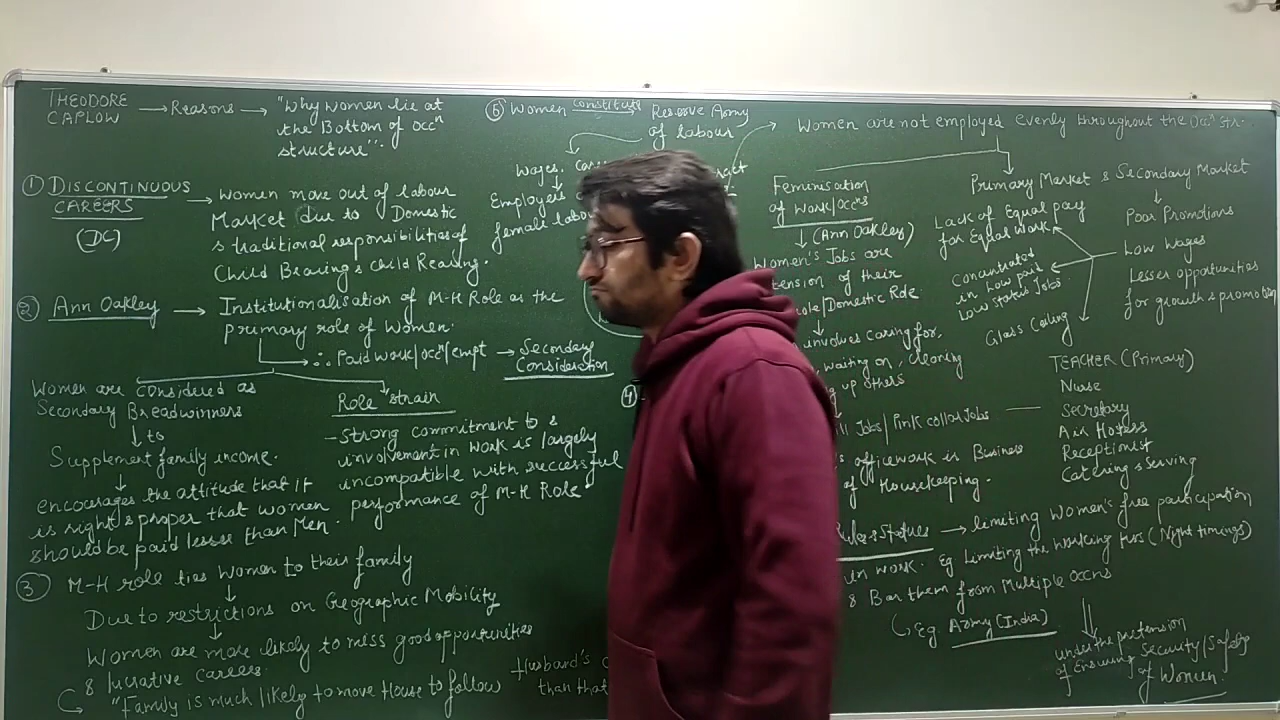 THEODORE
CAPLOW
Reasons
"Why women lie at
the Bottom of Occⁿ
structure".
① DISCONTINUOUS
CAREERS
(DC)
Women move out of labour
Market due to Domestic
& traditional responsibilities of
Child Bearing & Child Rearing.
② Ann Oakley
Institutionalisation of M-H Role as the
primary role of women.
∴ Paid Work/Occⁿ/empt → Secondary
Consideration
Women are considered as
Secondary Breadwinners
to
Supplement family income.
encourages the attitude that it
is right & proper that women
should be paid lesser than Men.
Role strain
- Strong commitment to &
involvement in work is largely
incompatible with successful
performance of M-H Role"
③ M-H role ties women to their family
Due to restrictions on Geographic Mobility
Women are more likely to miss good opportunities
& lucrative careers.
"Family is much likely to move House to follow
Husband's
than that
⑤ Women constitute Reserve Army
of labour
Wages.
Employers
female
④
Women are not employed evenly throughout the Occⁿ Str.
Feminisation
of Work/Occⁿs
(Ann Oakley)
Women's Jobs are
of their
Role/Domestic Role
involves caring for,
waiting on, cleaning
up others
Jobs/Pink collar Jobs
officework is Business
of Housekeeping.
Primary Market & Secondary Market
Lack of Equal pay
for Equal Work
Concentrated
in Low paid
Low status Jobs
Glass Ceiling
Poor Promotions
Low Wages
Lesser opportunities
for growth & promotion
TEACHER (Primary)
Nurse
Secretary
Air Hostess
Receptionist
Catering & Serving
Rules & Statues → limiting Women's free participation
in work. Eg Limiting the working hrs (Night timings)
& Bar them from Multiple Occns
Eg. Army (India)
under the pretension
of Ensuring Security/Safety
of Women.